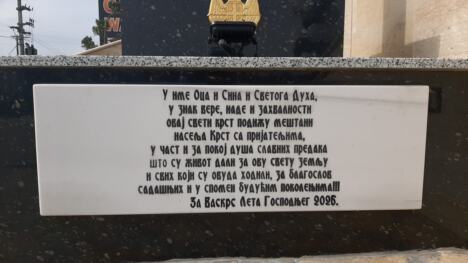 У име Оца и Сина и Светога Духа,
у знак вере, наде и захвалности
овај свети крст подижу мештани
насеља Крст са пријатељима,
у част и за покој душа славних предака
што су живот дали за ову свету земљу
и свих који су овуда ходили, за благослов
садашњих и у спомен будућим поколењима!!!
За Васкрс Лета Господњег 2026.